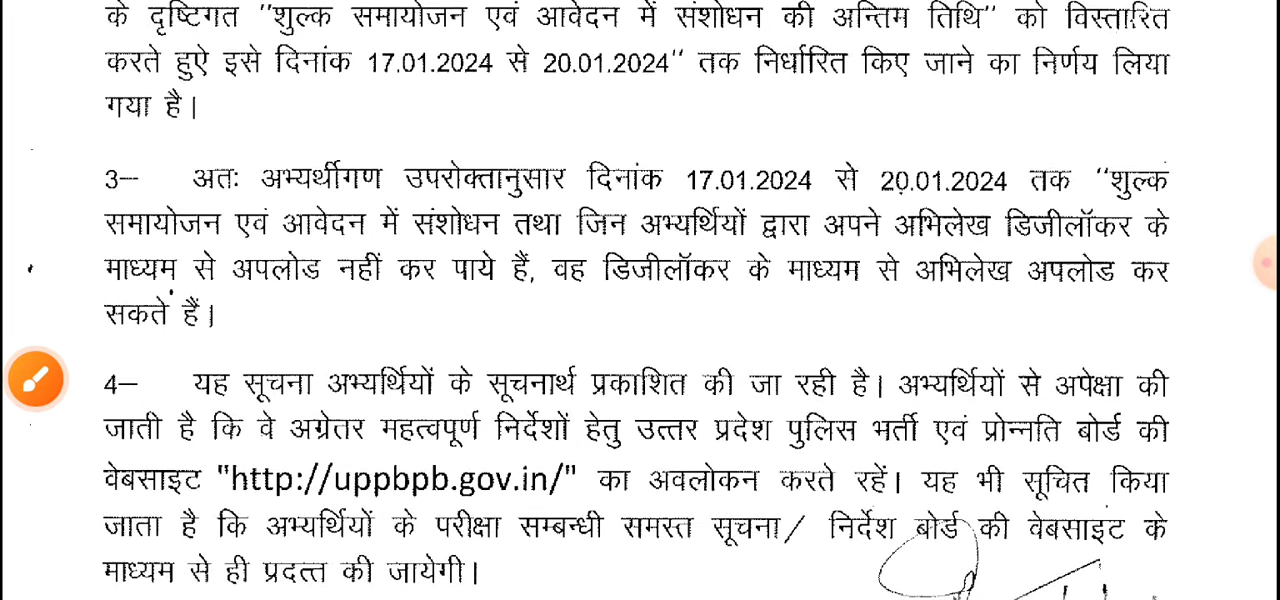 के दृष्टिगत "शुल्क समायोजन एवं आवेदन में संशोधन की अन्तिम तिथि" को विस्तारित
करते हुऐ इसे दिनांक 17.01.2024 से 20.01.2024" तक निर्धारित किए जाने का निर्णय लिया
गया है।
3— अतः अभ्यर्थीगण उपरोक्तानुसार दिनांक 17.01.2024 से 20.01.2024 तक "शुल्क
समायोजन एवं आवेदन में संशोधन तथा जिन अभ्यर्थियों द्वारा अपने अभिलेख डिजीलॉकर के
माध्यम से अपलोड नहीं कर पाये हैं, वह डिजीलॉकर के माध्यम से अभिलेख अपलोड कर
सकते हैं।
4— यह सूचना अभ्यर्थियों के सूचनार्थ प्रकाशित की जा रही है। अभ्यर्थियों से अपेक्षा की
जाती है कि वे अग्रेतर महत्वपूर्ण निर्देशों हेतु उत्तर प्रदेश पुलिस भर्ती एवं प्रोन्नति बोर्ड की
वेबसाइट "http://uppbpb.gov.in/" का अवलोकन करते रहें। यह भी सूचित किया
जाता है कि अभ्यर्थियों के परीक्षा सम्बन्धी समस्त सूचना/ निर्देश बोर्ड की वेबसाइट के
माध्यम से ही प्रदत्त की जायेगी।